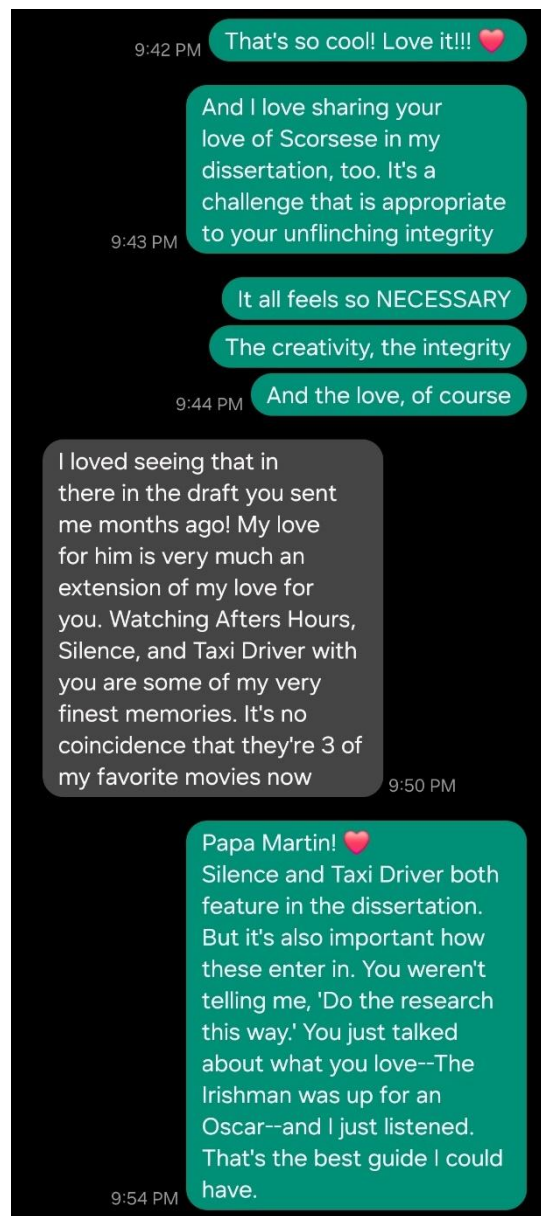 That's so cool! Love it!!! ❤️
9:42 PM
And I love sharing your
love of Scorsese in my
dissertation, too. It's a
challenge that is appropriate
to your unflinching integrity
9:43 PM
It all feels so NECESSARY
The creativity, the integrity
And the love, of course
9:44 PM
I loved seeing that in
there in the draft you sent
me months ago! My love
for him is very much an
extension of my love for
you. Watching Afters Hours,
Silence, and Taxi Driver with
you are some of my very
finest memories. It's no
coincidence that they're 3 of
my favorite movies now
9:50 PM
Papa Martin! ❤️
Silence and Taxi Driver both
feature in the dissertation.
But it's also important how
these enter in. You weren't
telling me, 'Do the research
this way.' You just talked
about what you love--The
Irishman was up for an
Oscar--and I just listened.
That's the best guide I could
have.
9:54 PM